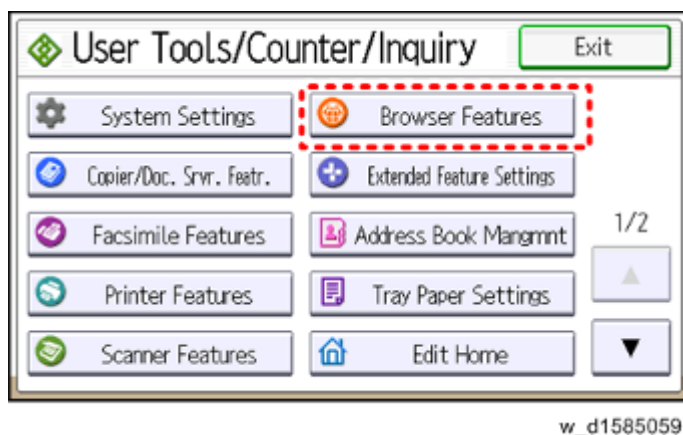 User Tools/Counter/Inquiry
Exit
System Settings
Browser Features
Copier/Doc. Srvr. Featr.
Extended Feature Settings
Facsimile Features
Address Book Mangmnt
1/2
Printer Features
Tray Paper Settings
Scanner Features
Edit Home
w_d1585059